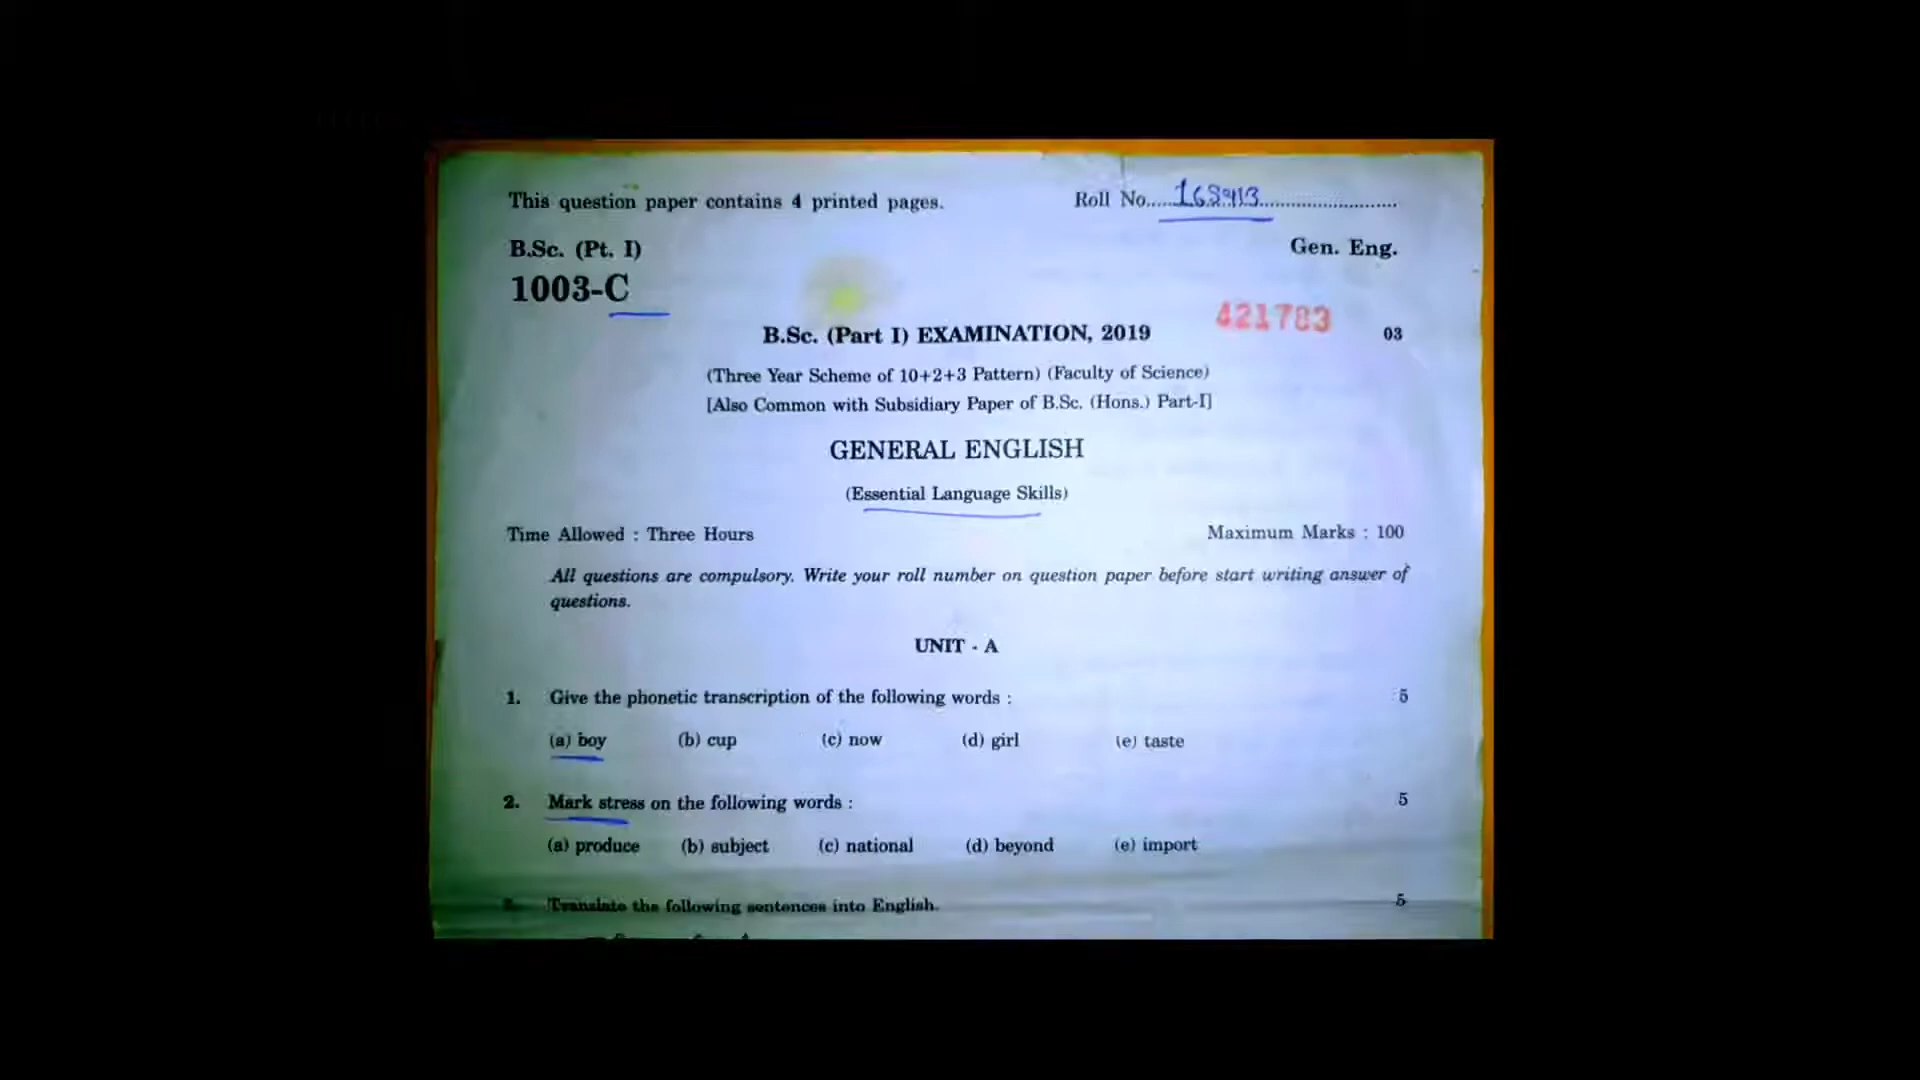 This question paper contains 4 printed pages. Roll No.....168913..............................
B.Sc. (Pt. I) Gen. Eng.
1003-C
421783
B.Sc. (Part I) EXAMINATION, 2019 03
(Three Year Scheme of 10+2+3 Pattern) (Faculty of Science)
[Also Common with Subsidiary Paper of B.Sc. (Hons.) Part-I]
GENERAL ENGLISH
(Essential Language Skills)
Time Allowed : Three Hours Maximum Marks : 100
All questions are compulsory. Write your roll number on question paper before start writing answer of
questions.
UNIT - A
1. Give the phonetic transcription of the following words : 5
(a) boy (b) cup (c) now (d) girl (e) taste
2. Mark stress on the following words : 5
(a) produce (b) subject (c) national (d) beyond (e) import
Translate the following sentences into English. 5